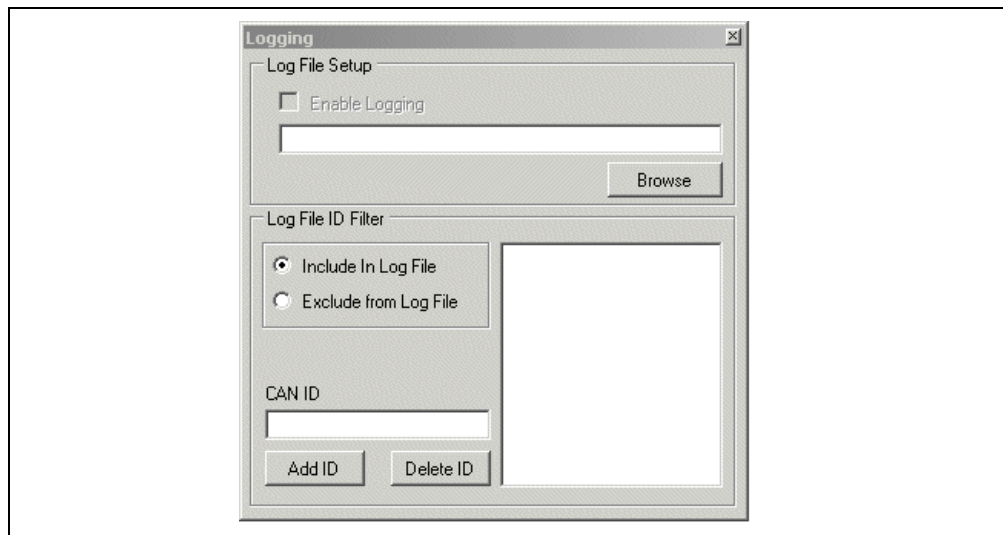 Logging
Log File Setup
Enable Logging
Browse
Log File ID Filter
Include In Log File
Exclude from Log File
CAN ID
Add ID
Delete ID